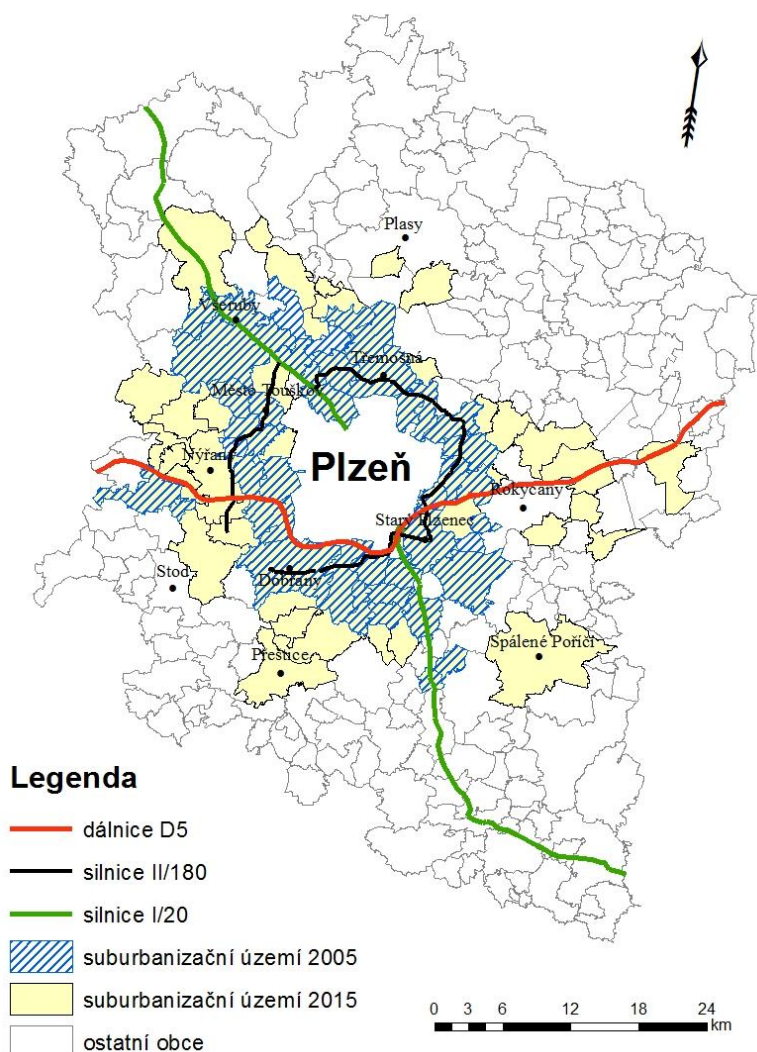 Plasy
Všeruby
Třemošná
Město Touškov
Plzeň
Nýřany
Rokycany
Starý Plzenec
Stod
Dobřany
Spálené Poříčí
Přeštice
Legenda
dálnice D5
silnice II/180
silnice I/20
suburbanizační území 2005
suburbanizační území 2015
ostatní obce
0 3 6 12 18 24
km